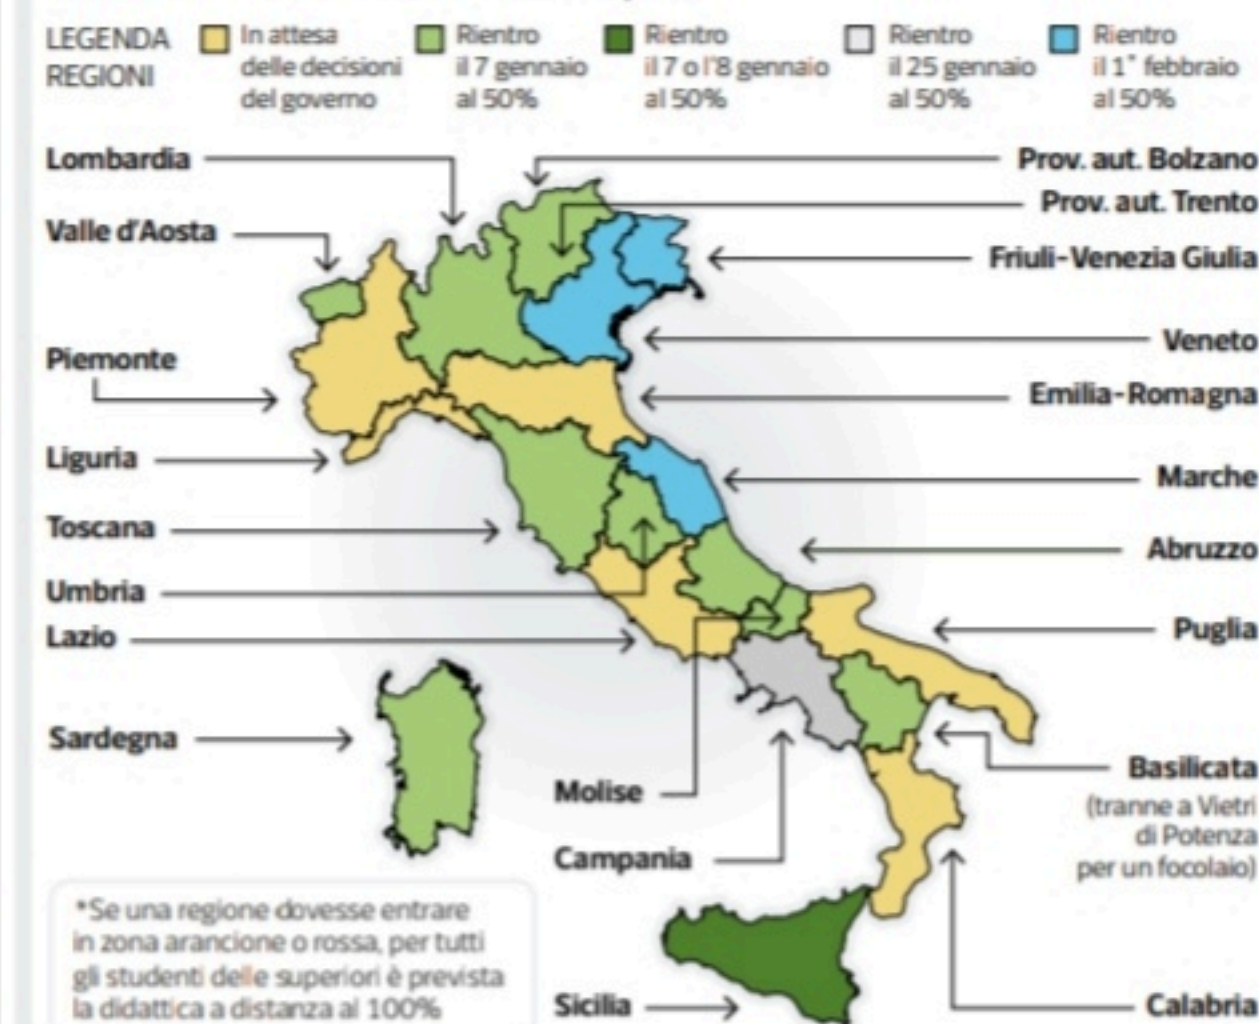 LEGENDA
REGIONI
In attesa
delle decisioni
del governo
Rientro
il 7 gennaio
al 50%
Rientro
il 7 o l'8 gennaio
al 50%
Rientro
il 25 gennaio
al 50%
Rientro
il 1° febbraio
al 50%
Lombardia
Prov. aut. Bolzano
Prov. aut. Trento
Valle d'Aosta
Friuli-Venezia Giulia
Veneto
Piemonte
Emilia-Romagna
Liguria
Marche
Toscana
Abruzzo
Umbria
Puglia
Lazio
Sardegna
Basilicata
(tranne a Vietri
di Potenza
per un focolaio)
Molise
Campania
*Se una regione dovesse entrare
in zona arancione o rossa, per tutti
gli studenti delle superiori è prevista
la didattica a distanza al 100%
Sicilia
Calabria